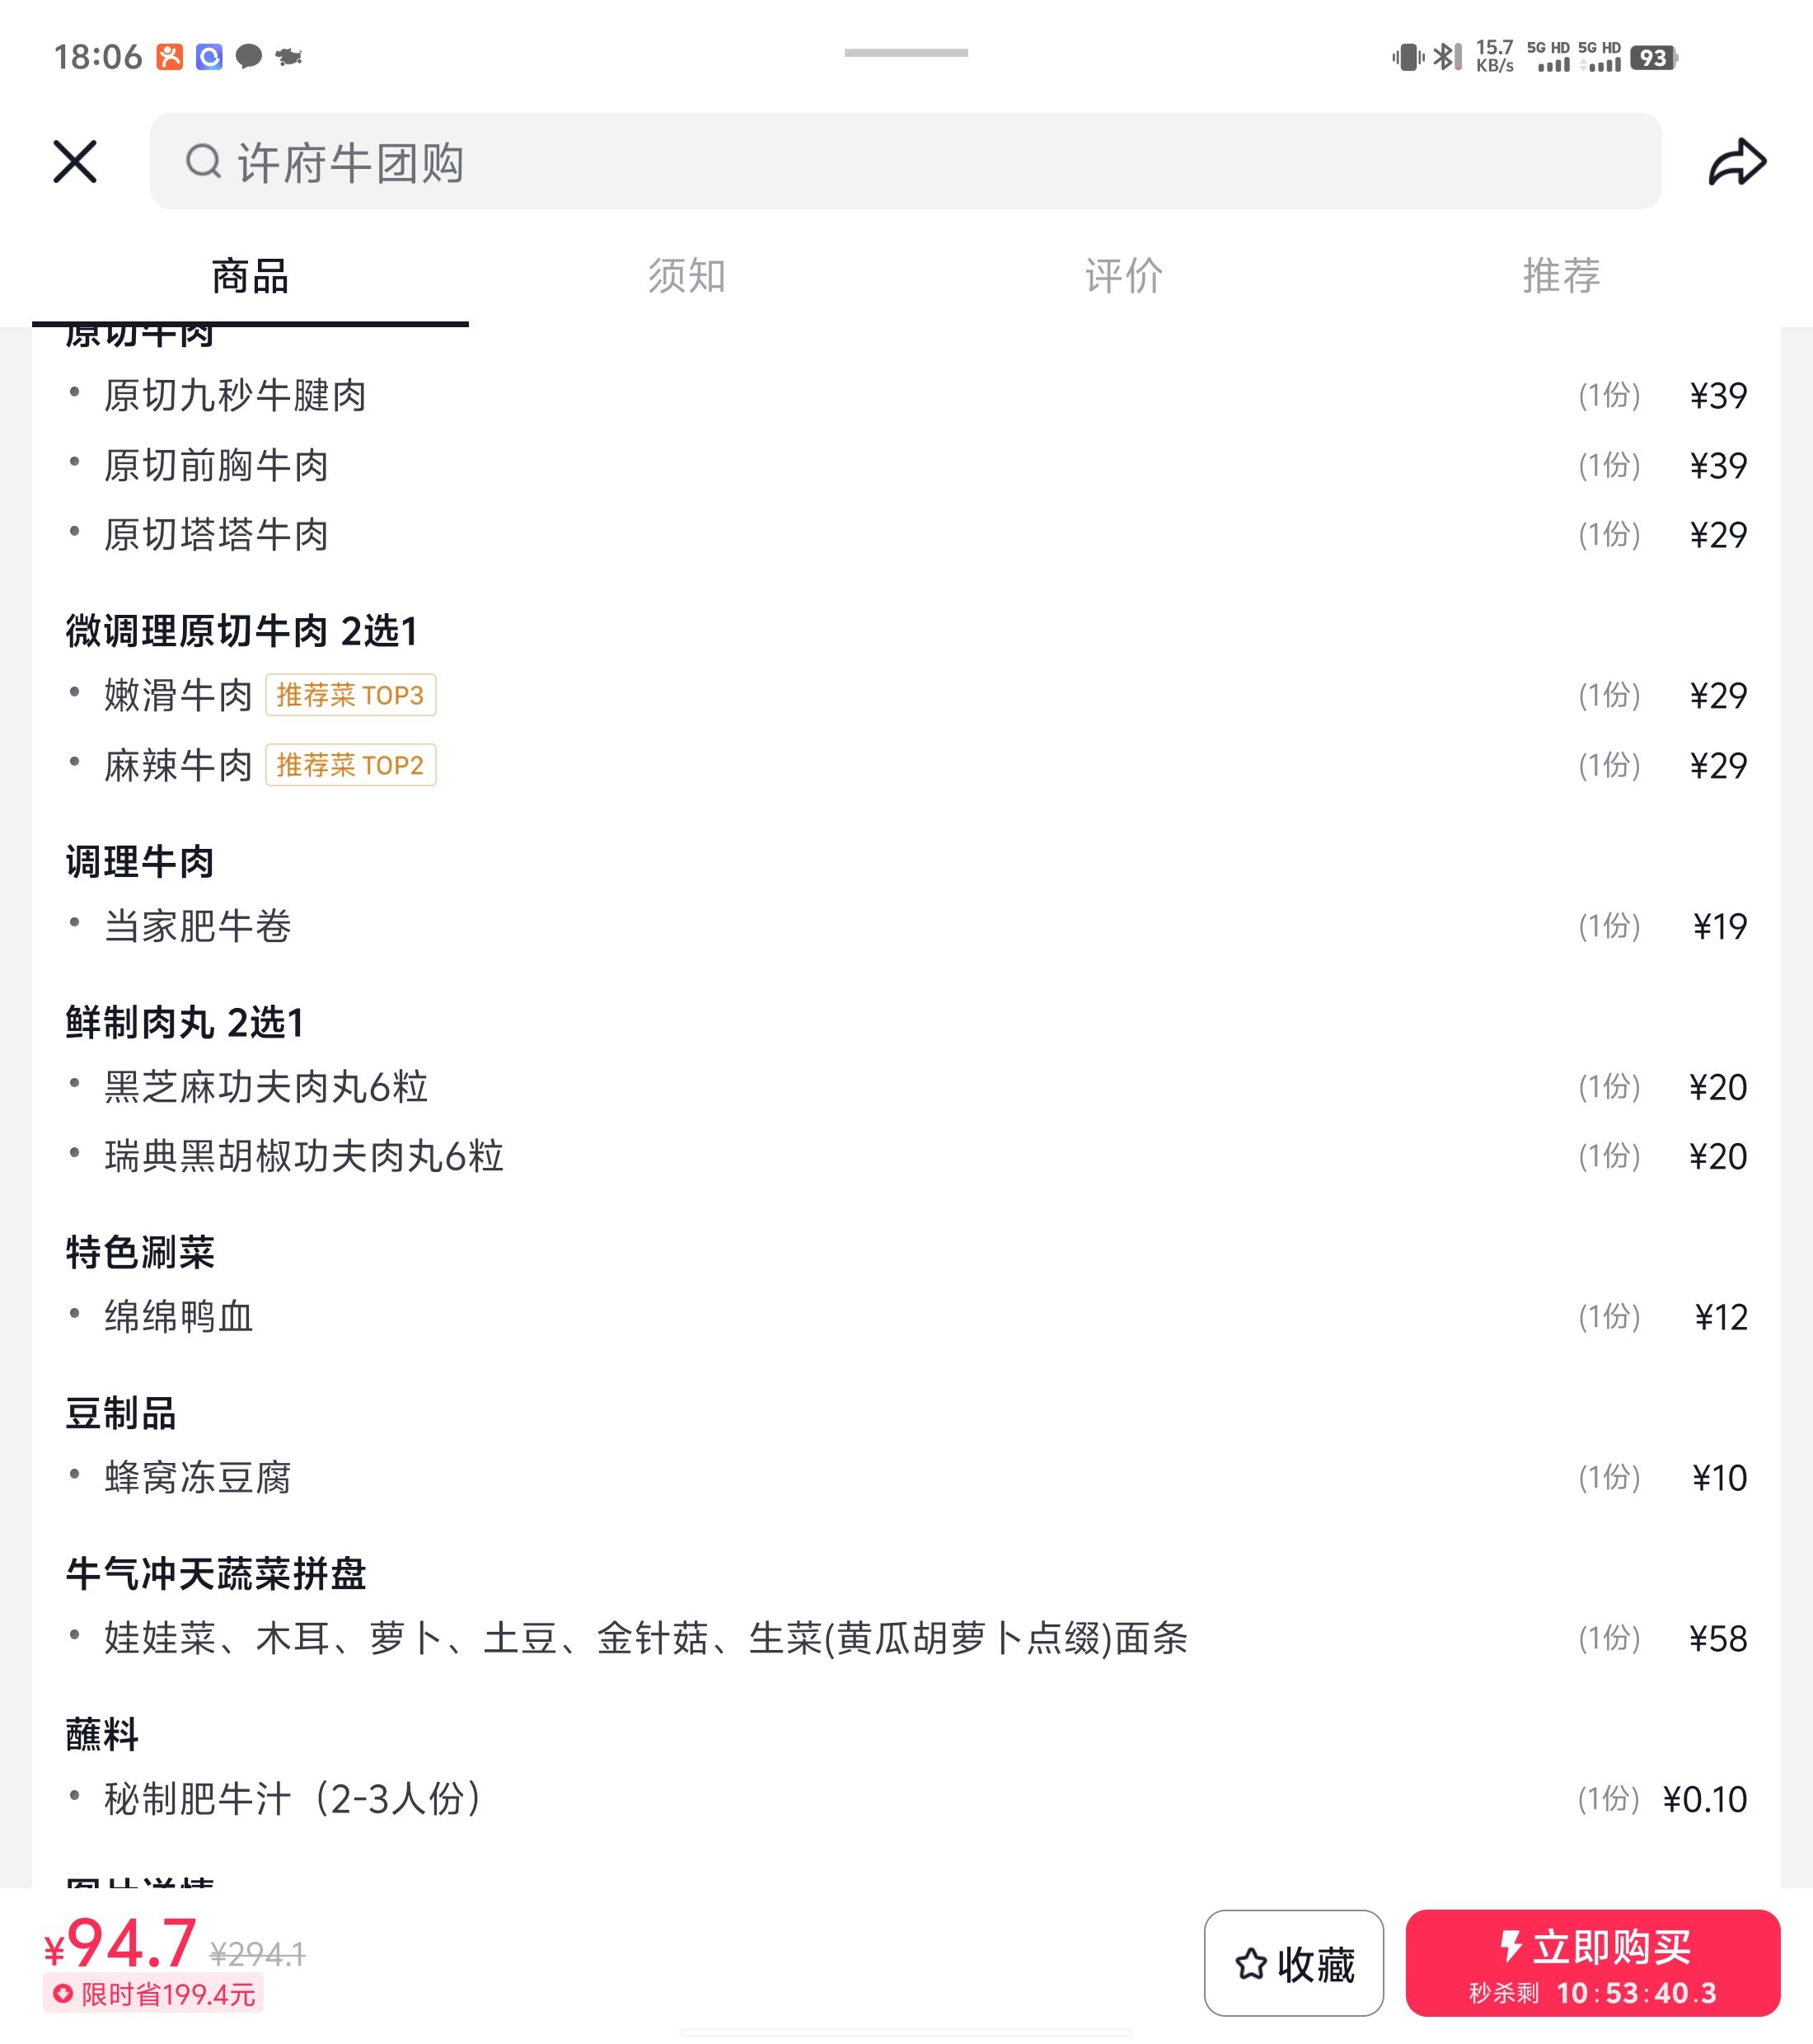 18:06
15.7 KB/s 5G HD 5G HD 93
许府牛团购
商品 须知 评价 推荐
原切牛肉
原切九秒牛腱肉 (1份) ¥39
原切前胸牛肉 (1份) ¥39
原切塔塔牛肉 (1份) ¥29
微调理原切牛肉 2选1
嫩滑牛肉 推荐菜 TOP3 (1份) ¥29
麻辣牛肉 推荐菜 TOP2 (1份) ¥29
调理牛肉
当家肥牛卷 (1份) ¥19
鲜制肉丸 2选1
黑芝麻功夫肉丸6粒 (1份) ¥20
瑞典黑胡椒功夫肉丸6粒 (1份) ¥20
特色涮菜
绵绵鸭血 (1份) ¥12
豆制品
蜂窝冻豆腐 (1份) ¥10
牛气冲天蔬菜拼盘
娃娃菜、木耳、萝卜、土豆、金针菇、生菜(黄瓜胡萝卜点缀)面条 (1份) ¥58
蘸料
秘制肥牛汁（2-3人份） (1份) ¥0.10
图片详情
¥94.7 ¥294.1
限时省199.4元
收藏
立即购买
秒杀剩 10:53:40.3